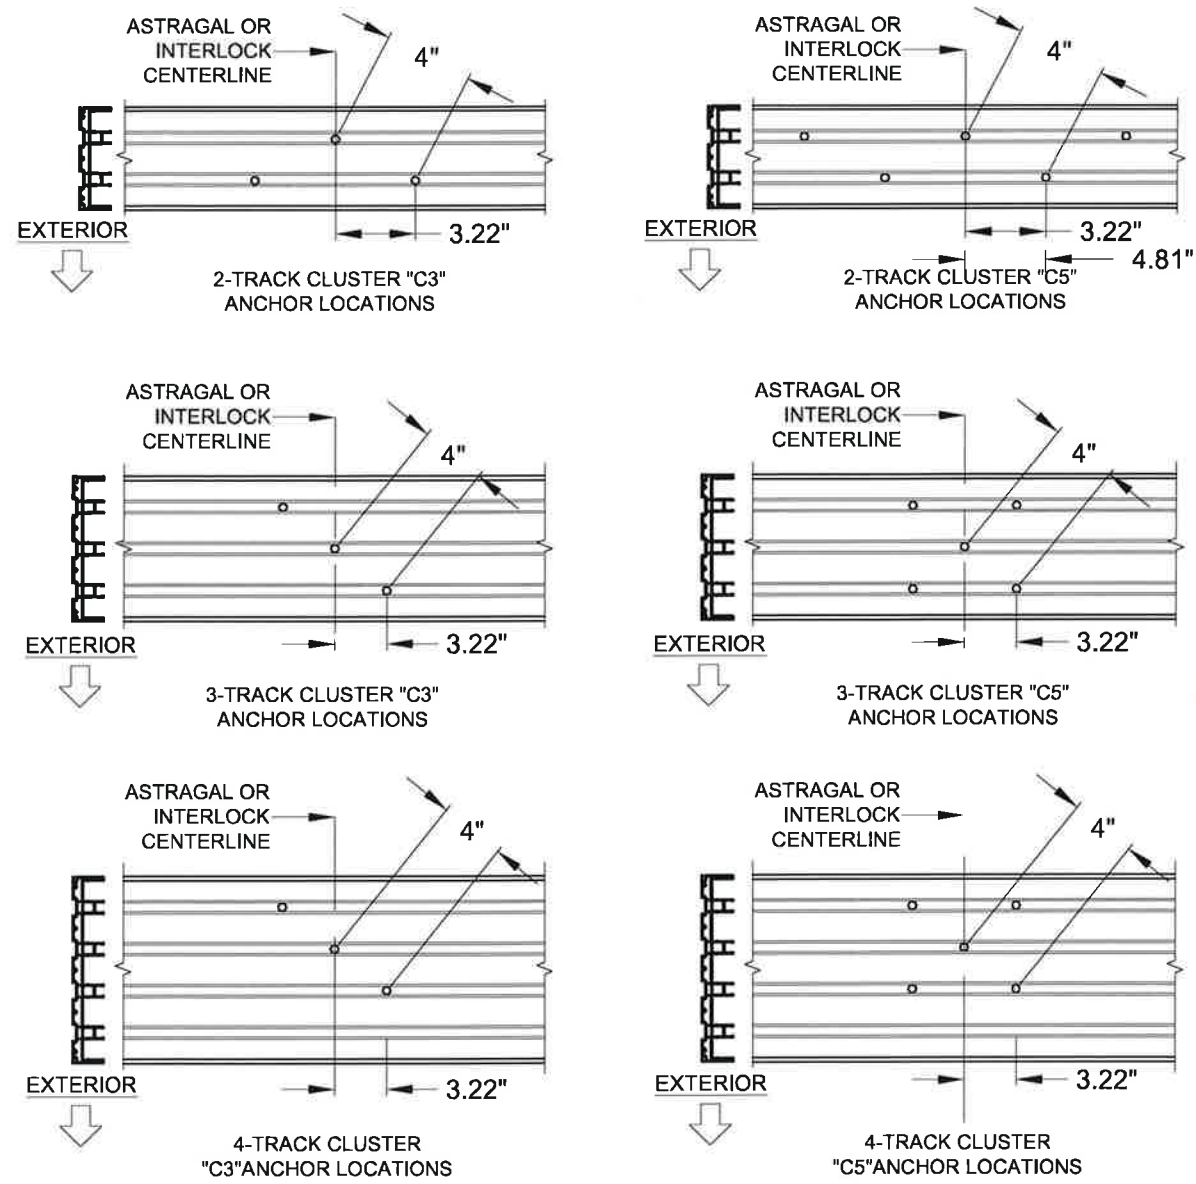 ASTRAGAL OR
INTERLOCK
CENTERLINE
4"
EXTERIOR
3.22"
2-TRACK CLUSTER "C3"
ANCHOR LOCATIONS
ASTRAGAL OR
INTERLOCK
CENTERLINE
4"
EXTERIOR
3.22"
4.81"
2-TRACK CLUSTER "C5"
ANCHOR LOCATIONS
ASTRAGAL OR
INTERLOCK
CENTERLINE
4"
EXTERIOR
3.22"
3-TRACK CLUSTER "C3"
ANCHOR LOCATIONS
ASTRAGAL OR
INTERLOCK
CENTERLINE
4"
EXTERIOR
3.22"
3-TRACK CLUSTER "C5"
ANCHOR LOCATIONS
ASTRAGAL OR
INTERLOCK
CENTERLINE
4"
EXTERIOR
3.22"
4-TRACK CLUSTER
"C3"ANCHOR LOCATIONS
ASTRAGAL OR
INTERLOCK
CENTERLINE
4"
EXTERIOR
3.22"
4-TRACK CLUSTER
"C5"ANCHOR LOCATIONS